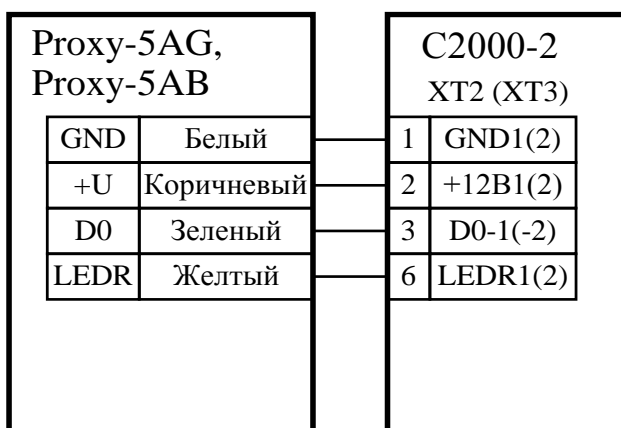 Proxy-5AG,
Proxy-5AB
GND Белый
+U Коричневый
D0 Зеленый
LEDR Желтый
C2000-2
XT2 (XT3)
1 GND1(2)
2 +12B1(2)
3 D0-1(-2)
6 LEDR1(2)